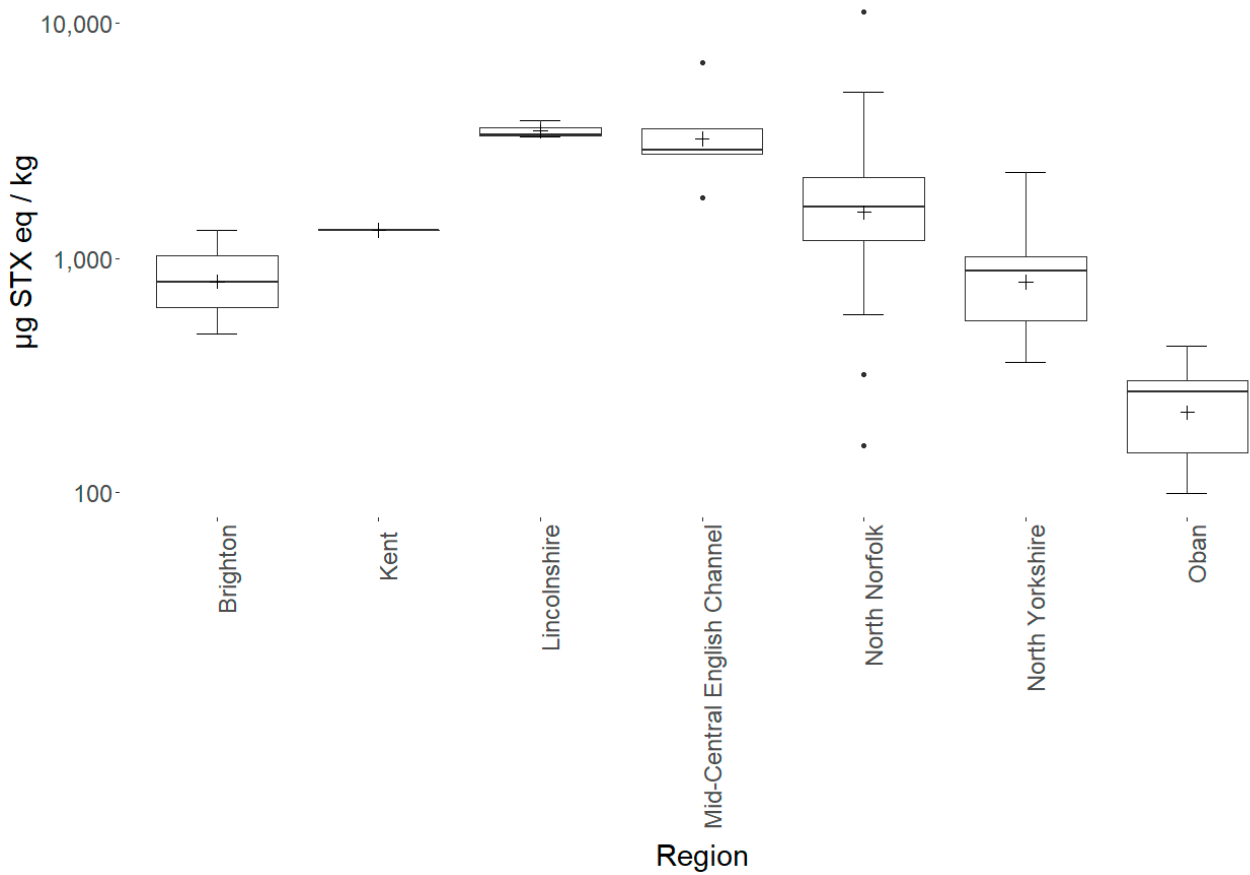 µg STX eq / kg
10,000
1,000
100
Brighton
Kent
Lincolnshire
Mid-Central English Channel
North Norfolk
North Yorkshire
Oban
Region